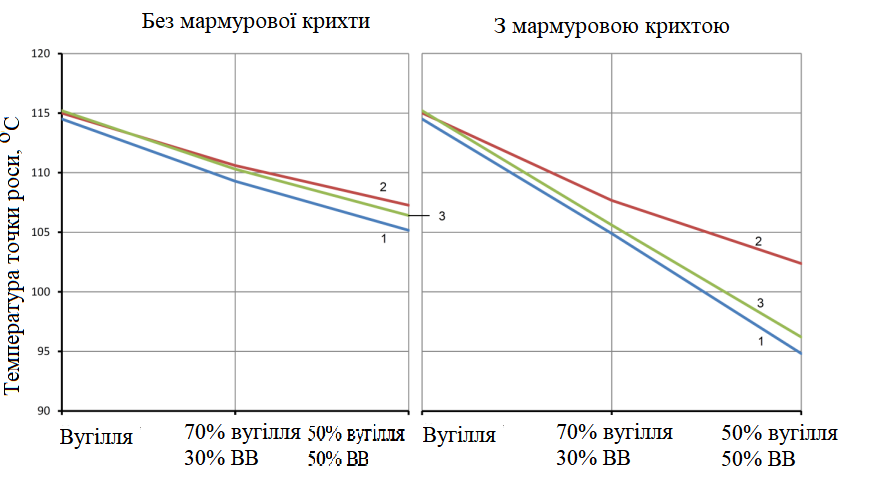 Без мармурової крихти
З мармуровою крихтою
Температура точки роси, ⁰С
120
115
110
105
100
95
90
2
3
1
2
3
1
Вугілля
70% вугілля
30% ВВ
50% вугілля
50% ВВ
Вугілля
70% вугілля
30% ВВ
50% вугілля
50% ВВ